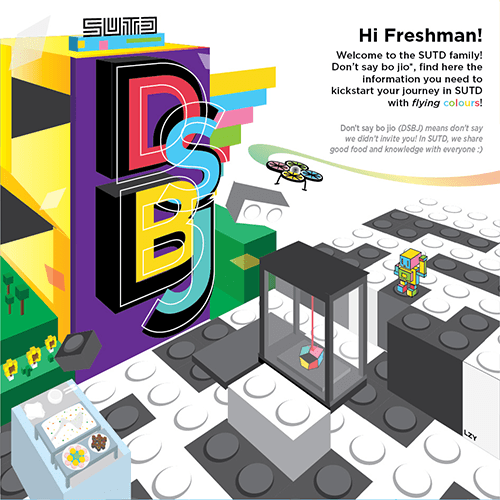 SUTD
DSBJ
Hi Freshman!
Welcome to the SUTD family!
Don't say bo jio*, find here the
information you need to
kickstart your journey in SUTD
with flying colours!
Don't say bo jio (DSBJ) means don't say
we didn't invite you! In SUTD, we share
good food and knowledge with everyone :)
LZY